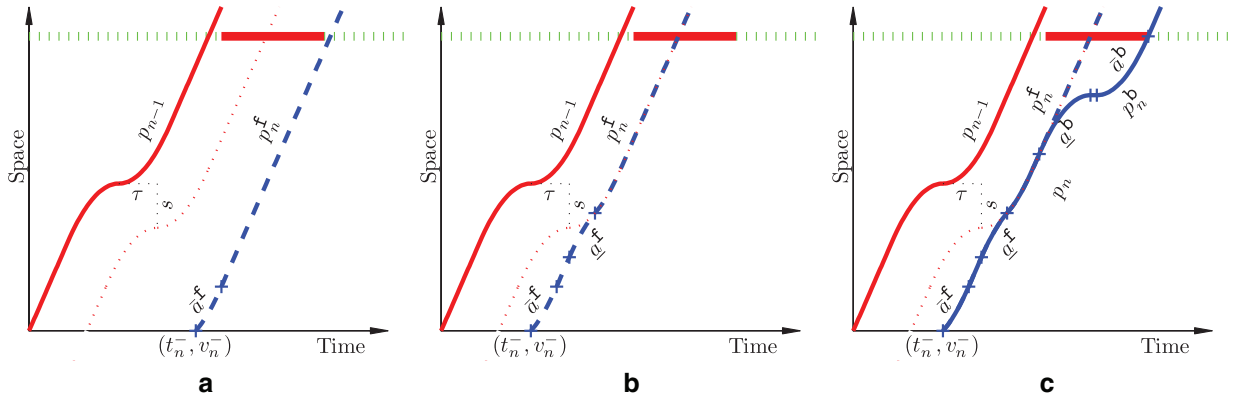 Space
p_{n−1}
p_n^f
τ
s
ā^f
(t_n^−, v_n^−)
Time
a
Space
p_{n−1}
p_n^f
τ
s
a̲^f
ā^f
(t_n^−, v_n^−)
Time
b
Space
p_{n−1}
p_n^f
ā^b
a̲^b
p_n^b
τ
s
p_n
a̲^f
ā^f
(t_n^−, v_n^−)
Time
c